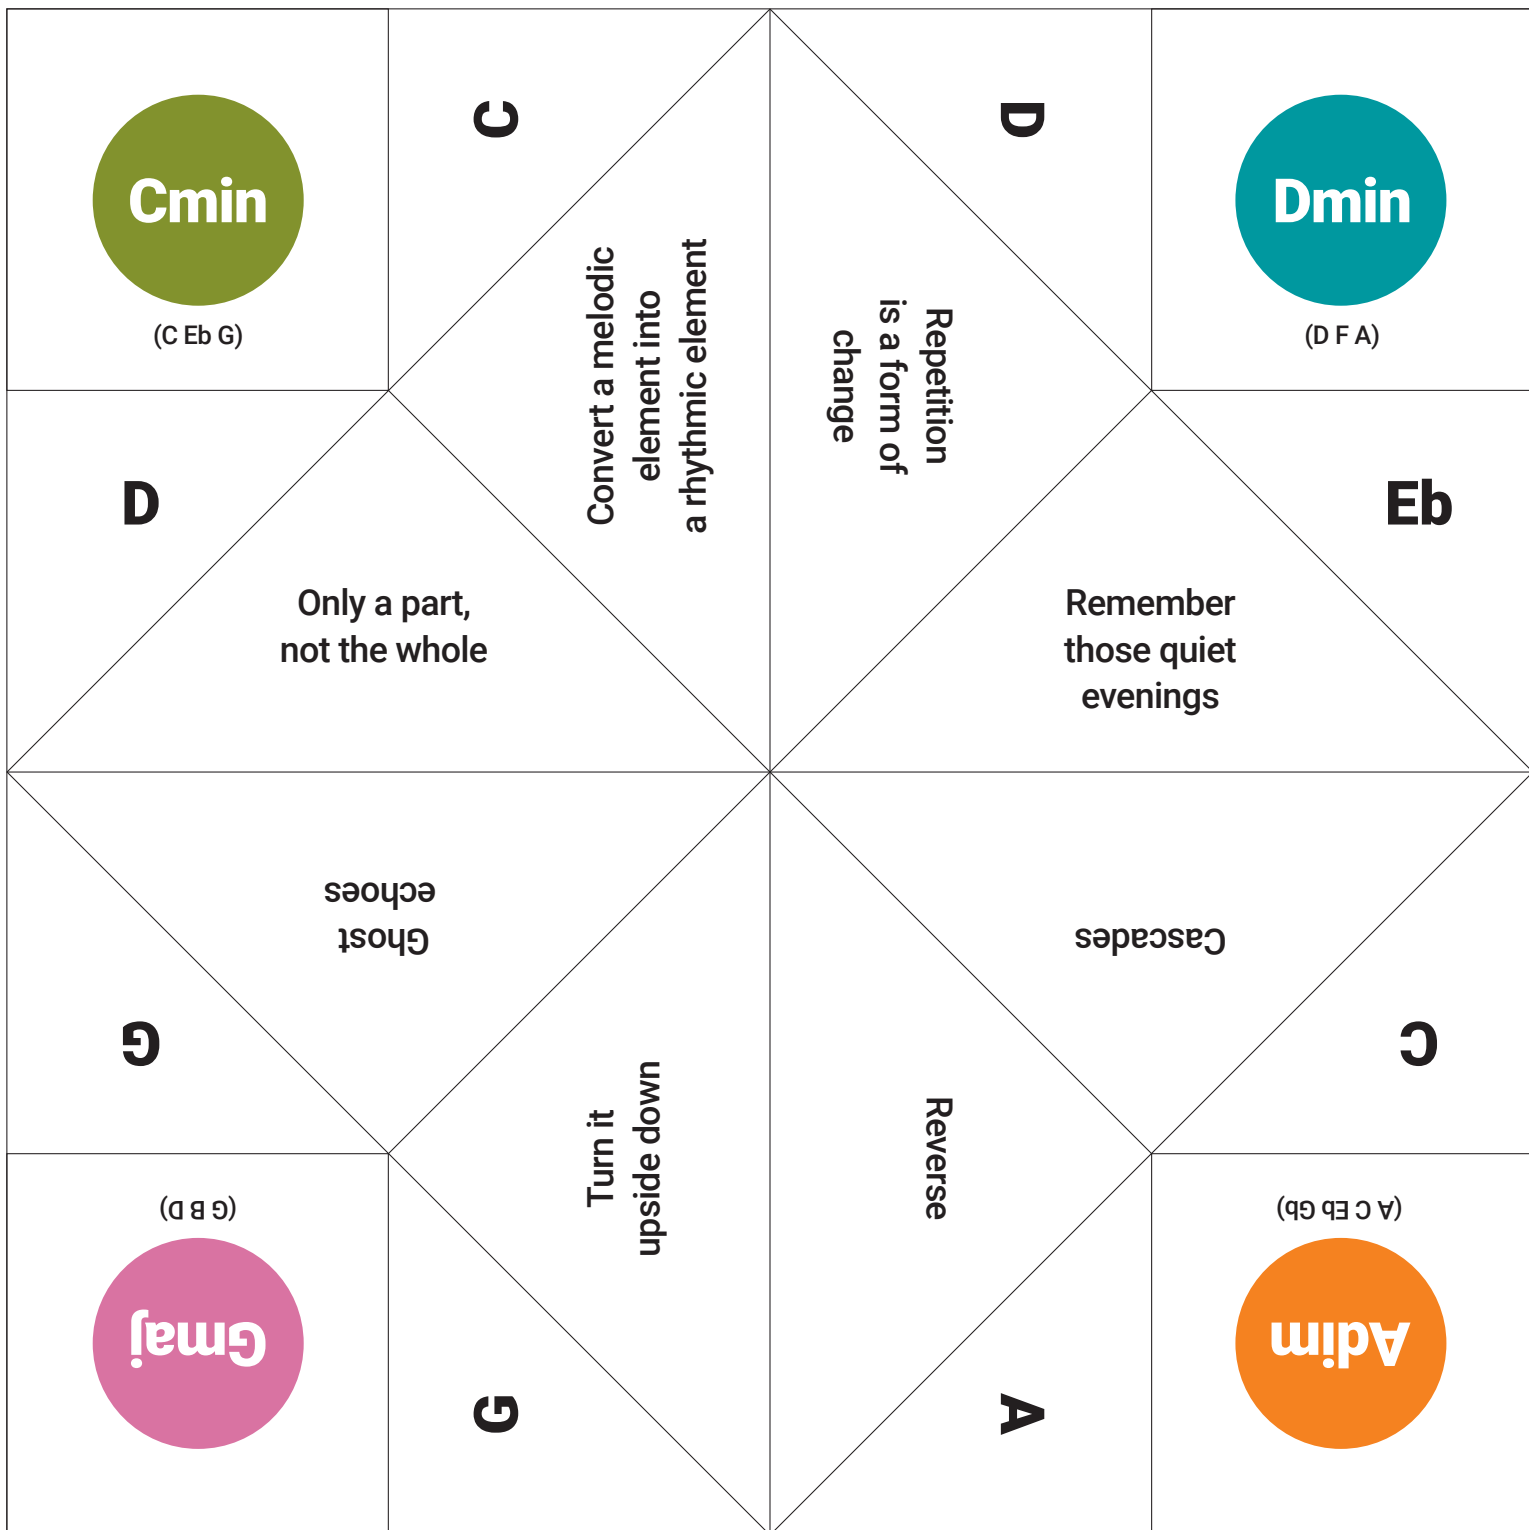 Cmin
(C Eb G)
C
D
Dmin
(D F A)
Convert a melodic
element into
a rhythmic element
Repetition
is a form of
change
D
Eb
Only a part,
not the whole
Remember
those quiet
evenings
Ghost
echoes
Cascades
G
C
Turn it
upside down
Reverse
Gmaj
(G B D)
G
A
Adim
(A C Eb Gb)